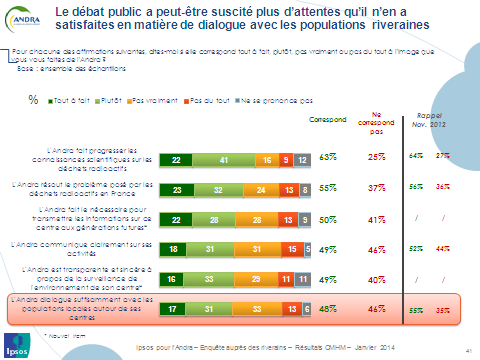 ANDRA
Le débat public a peut-être suscité plus d'attentes qu'il n'en a
satisfaites en matière de dialogue avec les populations riveraines
Pour chacune des affirmations suivantes, dites-moi si elle correspond tout à fait, plutôt, pas vraiment ou pas du tout à l'image que
vous vous faites de l'Andra ?
Base : ensemble des échantillons
%
Tout à fait Plutôt Pas vraiment Pas du tout Ne se prononce pas
Correspond
Ne correspond pas
Rappel Nov. 2012
L'Andra fait progresser les
connaissances scientifiques sur les
déchets radioactifs
22 41 16 9 12 63% 25% 64% 27%
L'Andra résout le problème posé par les
déchets radioactifs en France
23 32 24 13 8 55% 37% 56% 36%
L'Andra fait le nécessaire pour
transmettre les informations sur ce
centre aux générations futures*
22 28 28 13 9 50% 41% / /
L'Andra communique clairement sur ses
activités
18 31 31 15 5 49% 46% 52% 44%
L'Andra est transparente et sincère à
propos de la surveillance de
l'environnement de son centre*
16 33 29 11 11 49% 40% / /
L'Andra dialogue suffisamment avec les
populations locales autour de ses
centres
17 31 33 13 6 48% 46% 55% 35%
* Nouvel item
Ipsos
Ipsos pour l'Andra – Enquête auprès des riverains – Résultats CMHM – Janvier 2014
41